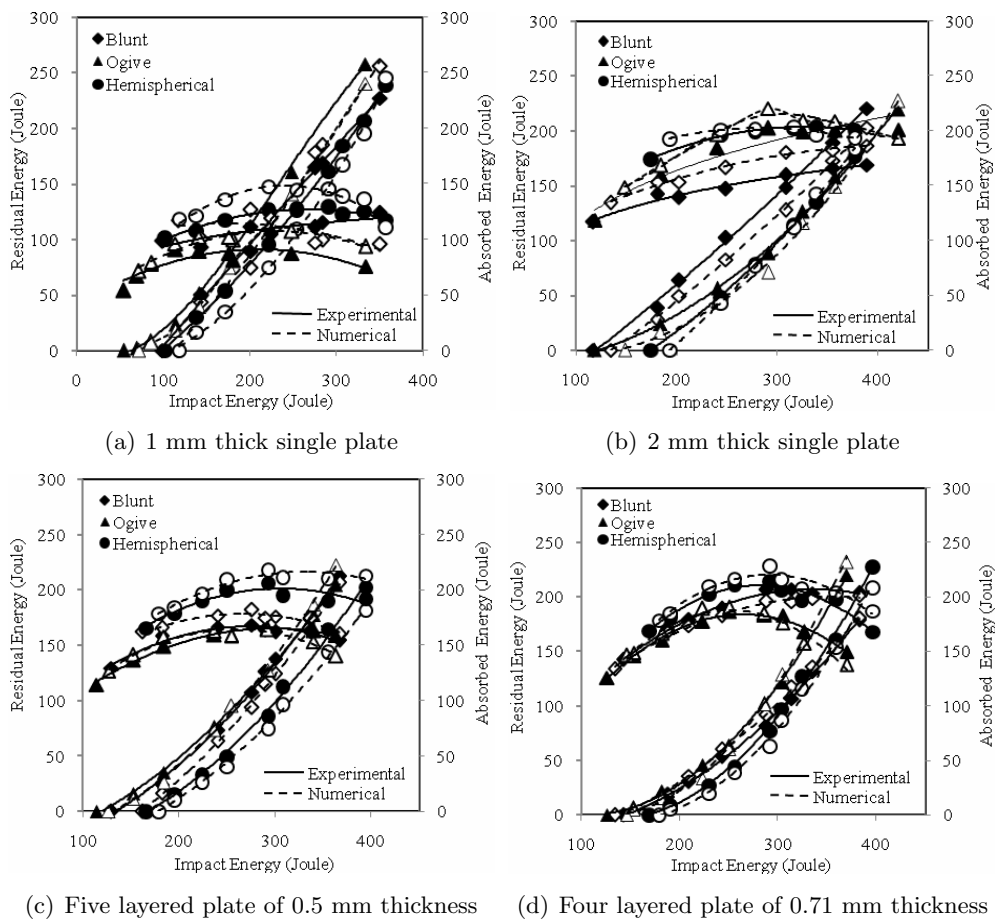 300
250
200
150
100
50
0
Residual Energy (Joule)
Blunt
Ogive
Hemispherical
Experimental
Numerical
300
250
200
150
100
50
0
Absorbed Energy (Joule)
0 100 200 300 400
Impact Energy (Joule)
(a) 1 mm thick single plate
300
250
200
150
100
50
0
Residual Energy (Joule)
Blunt
Ogive
Hemispherical
Experimental
Numerical
300
250
200
150
100
50
0
Absorbed Energy (Joule)
100 200 300 400
Impact Energy (Joule)
(b) 2 mm thick single plate
300
250
200
150
100
50
0
Residual Energy (Joule)
Blunt
Ogive
Hemispherical
Experimental
Numerical
300
250
200
150
100
50
0
Absorbed Energy (Joule)
100 200 300 400
Impact Energy (Joule)
(c) Five layered plate of 0.5 mm thickness
300
250
200
150
100
50
0
Residual Energy (Joule)
Blunt
Ogive
Hemispherical
Experimental
Numerical
300
250
200
150
100
50
0
Absorbed Energy (Joule)
100 200 300 400
Impact Energy (Joule)
(d) Four layered plate of 0.71 mm thickness